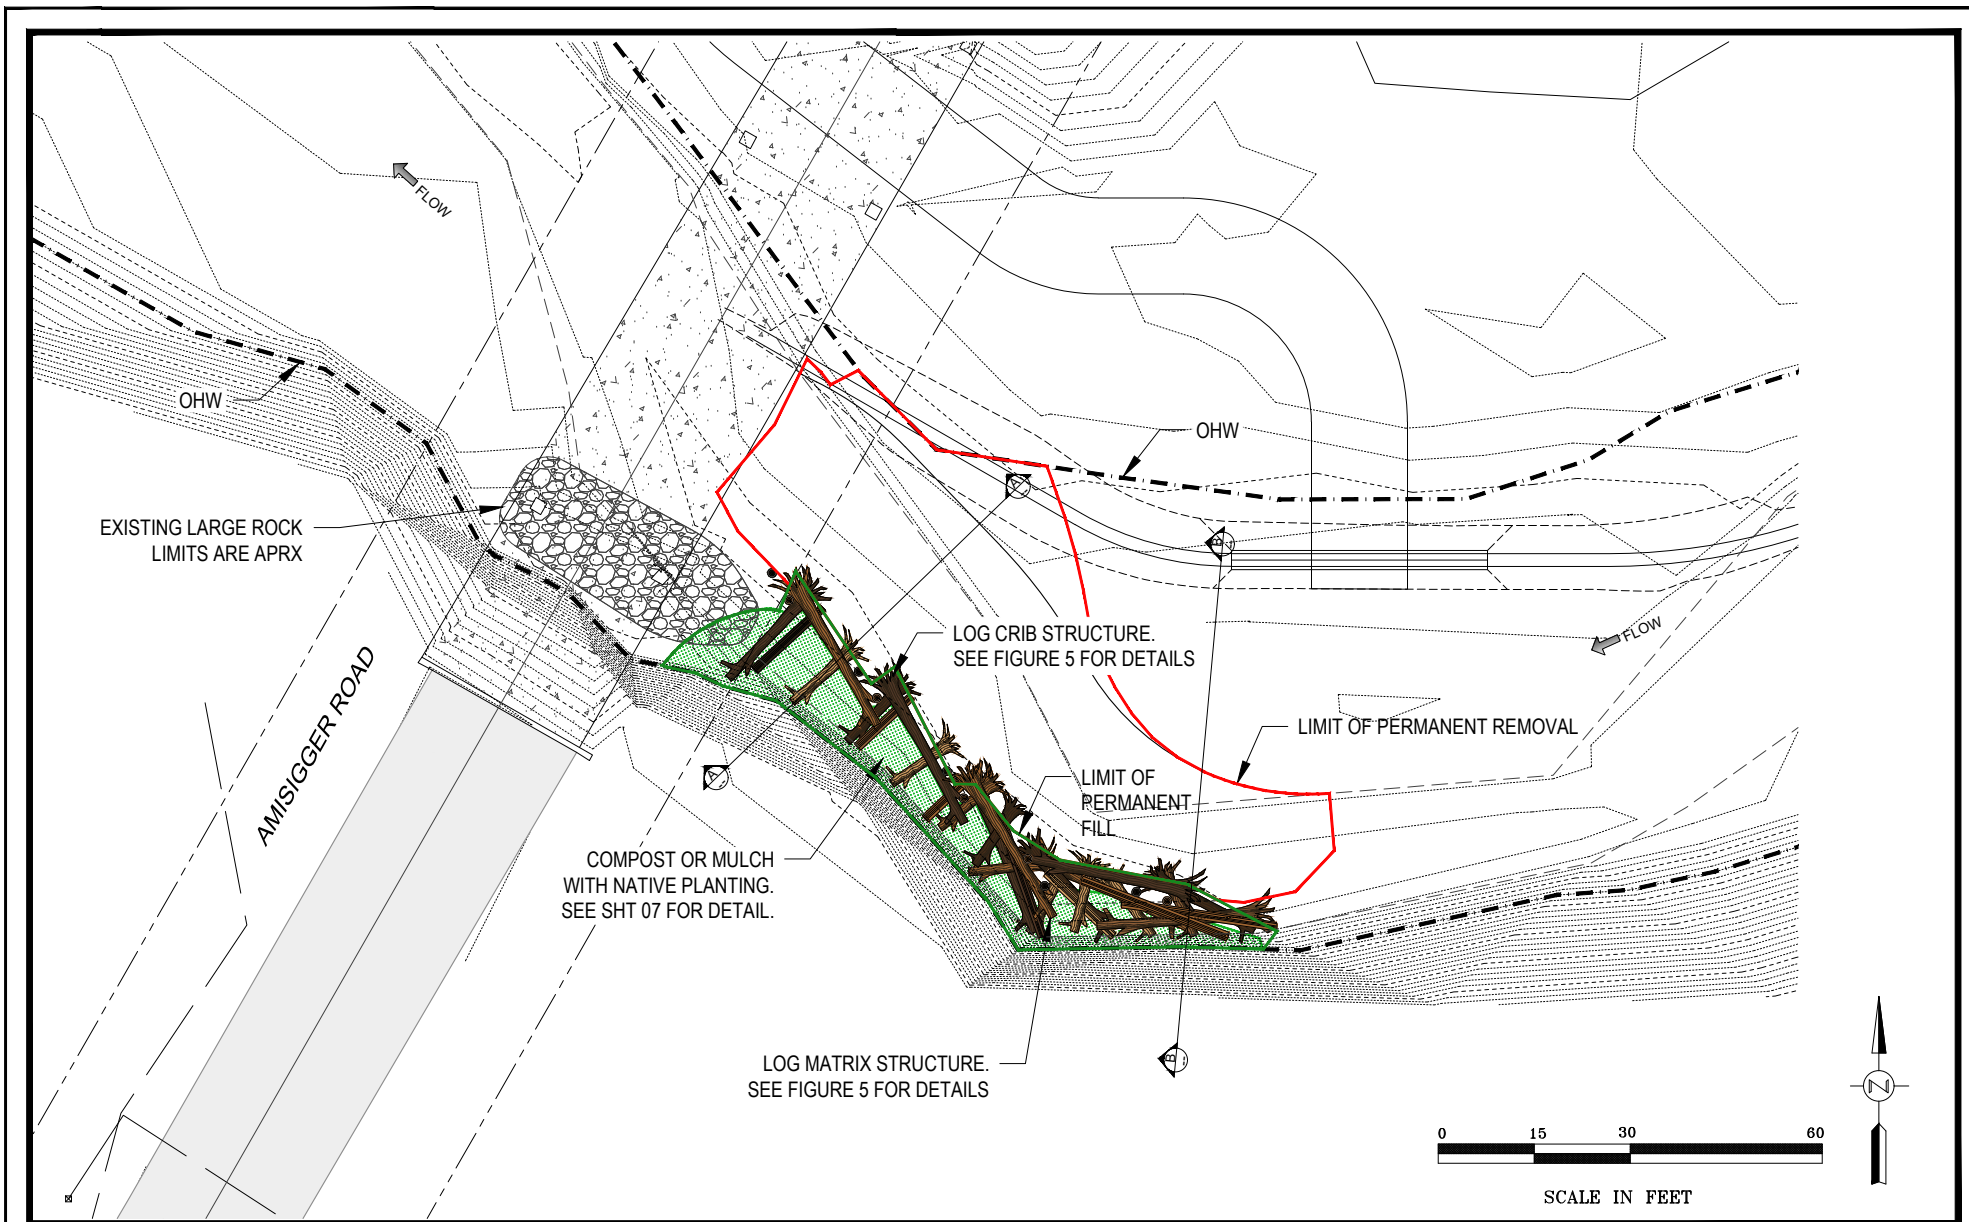 FLOW
OHW
OHW
EXISTING LARGE ROCK
LIMITS ARE APRX
A
B
FLOW
LOG CRIB STRUCTURE.
SEE FIGURE 5 FOR DETAILS
AMISIGGER ROAD
LIMIT OF PERMANENT REMOVAL
A
LIMIT OF
PERMANENT
FILL
COMPOST OR MULCH
WITH NATIVE PLANTING.
SEE SHT 07 FOR DETAIL.
LOG MATRIX STRUCTURE.
SEE FIGURE 5 FOR DETAILS
B
Z
0 15 30 60
SCALE IN FEET